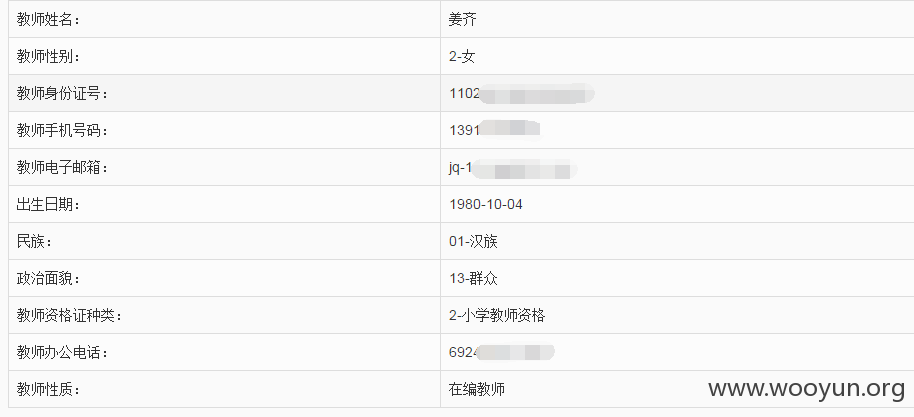 教师姓名： 姜齐
教师性别： 2-女
教师身份证号： 1102
教师手机号码： 1391
教师电子邮箱： jq-1
出生日期： 1980-10-04
民族： 01-汉族
政治面貌： 13-群众
教师资格证种类： 2-小学教师资格
教师办公电话： 6924
教师性质： 在编教师
www.wooyun.org